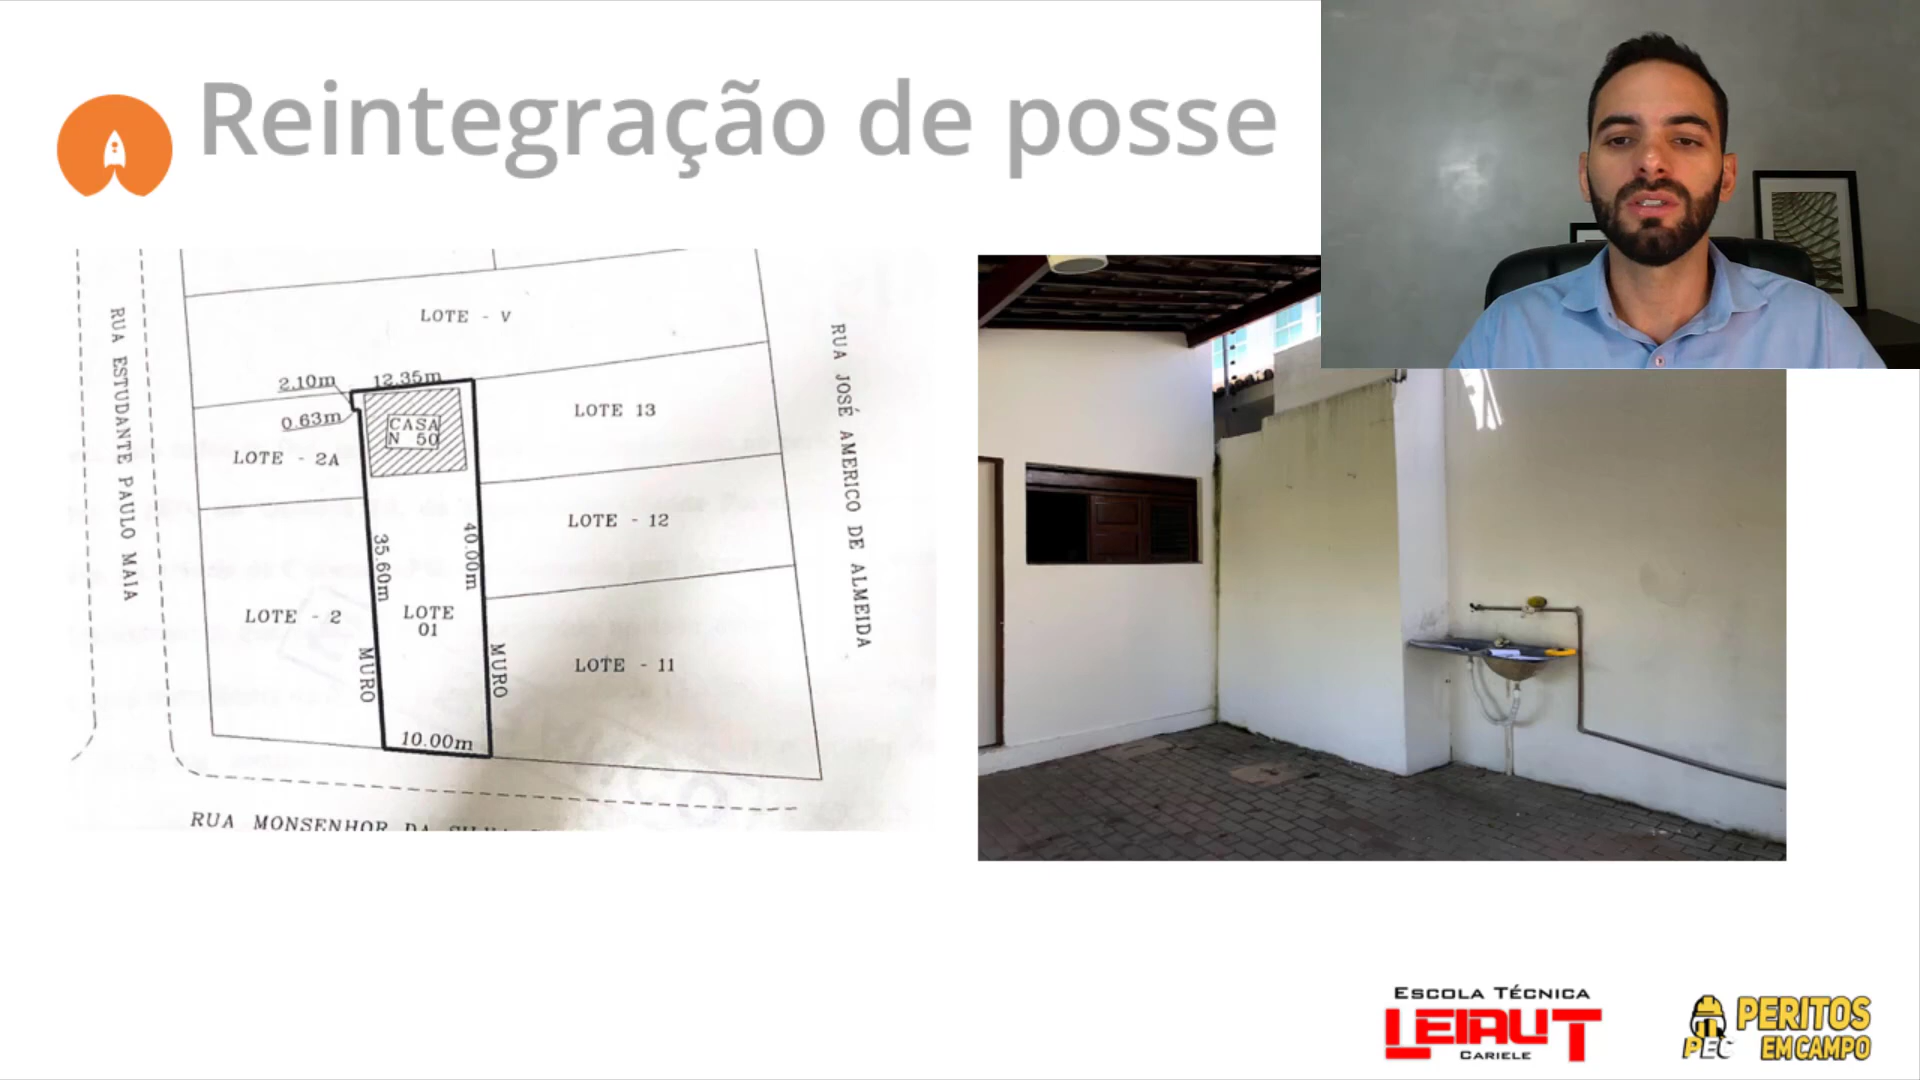 Reintegração de posse
LOTE - V
RUA ESTUDANTE PAULO MAIA
RUA JOSÉ AMERICO DE ALMEIDA
2.10m
12.35m
0.63m
CASA
N 50
LOTE 13
LOTE - 2A
LOTE - 12
35.60m
40.00m
LOTE - 2
LOTE
01
MURO
MURO
LOTE - 11
10.00m
RUA MONSENHOR DA SILVA
ESCOLA TÉCNICA
LEIAUT
CARIELE
PERITOS
EM CAMPO
PEC